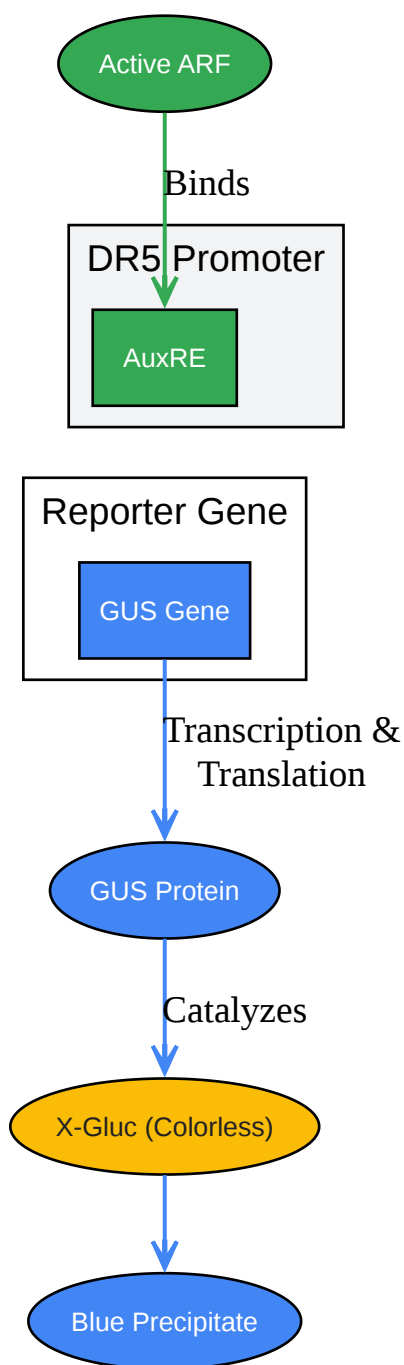 Active ARF
Binds
DR5 Promoter
AuxRE
Reporter Gene
GUS Gene
Transcription &
Translation
GUS Protein
Catalyzes
X-Gluc (Colorless)
Blue Precipitate